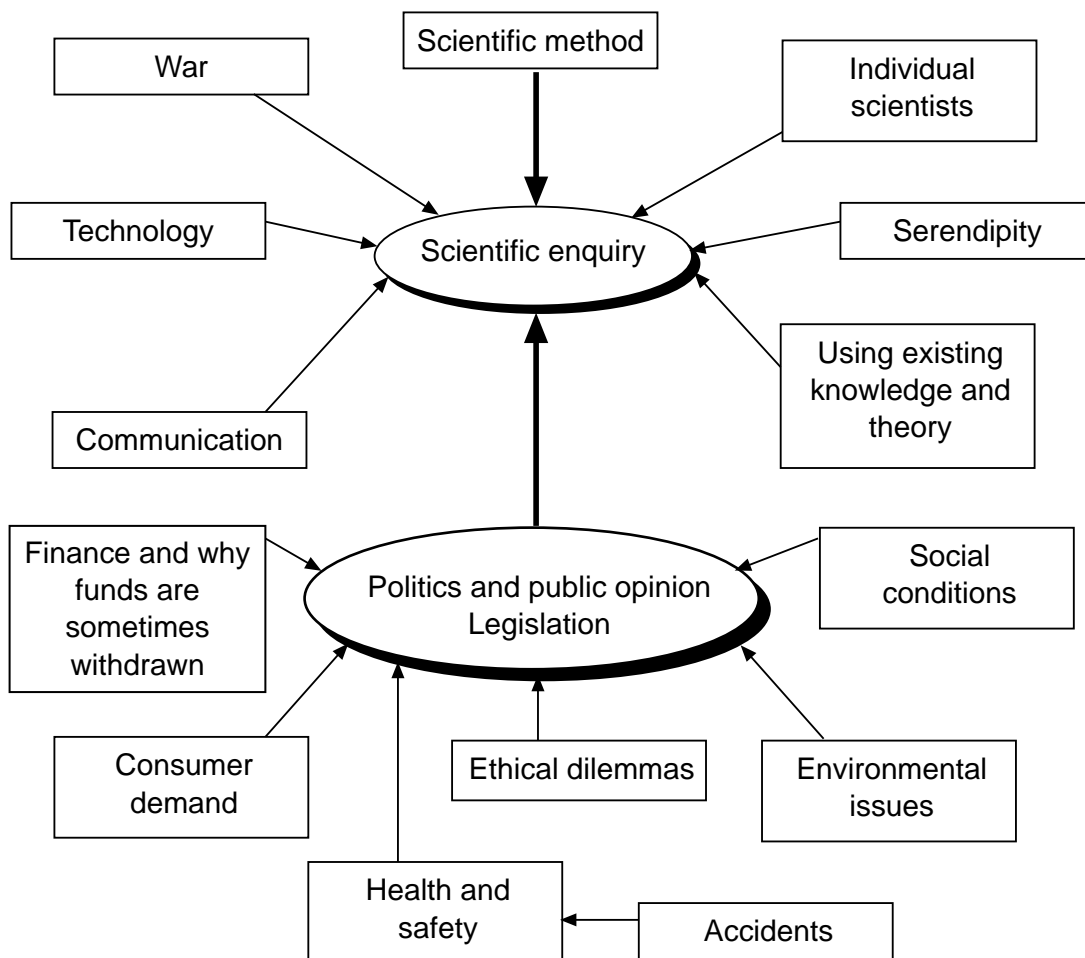 Scientific method
War
Individual
scientists
Technology
Scientific enquiry
Serendipity
Using existing
knowledge and
theory
Communication
Finance and why
funds are
sometimes
withdrawn
Politics and public opinion
Legislation
Social
conditions
Consumer
demand
Ethical dilemmas
Environmental
issues
Health and
safety
Accidents